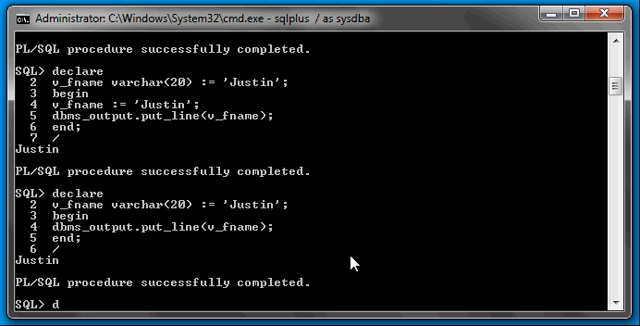 Administrator: C:\Windows\System32\cmd.exe - sqlplus / as sysdba
PL/SQL procedure successfully completed.
SQL> declare
2 v_fname varchar(20) := 'Justin';
3 begin
4 v_fname := 'Justin';
5 dbms_output.put_line(v_fname);
6 end;
7 /
Justin
PL/SQL procedure successfully completed.
SQL> declare
2 v_fname varchar(20) := 'Justin';
3 begin
4 dbms_output.put_line(v_fname);
5 end;
6 /
Justin
PL/SQL procedure successfully completed.
SQL> d